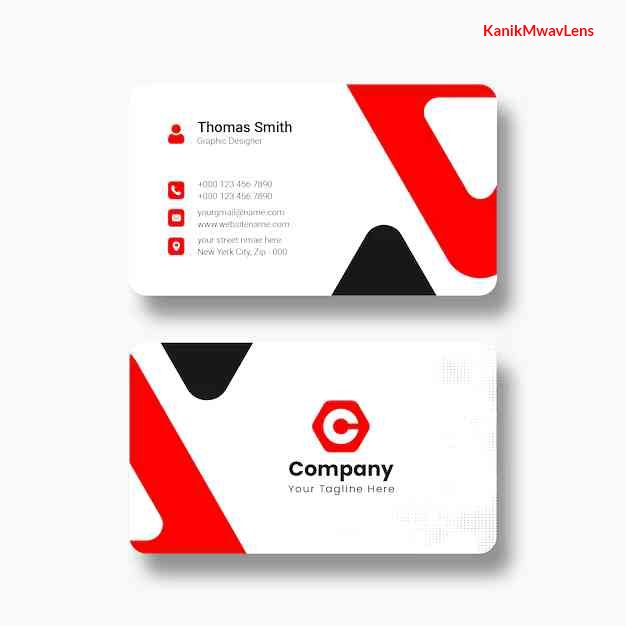 KanikMwavLens
Thomas Smith
Graphic Designer
+000 123 456 7890
+000 123 456 7890
yourgmail@name.com
www.websitename.com
your street nmae here
New Yerk City, Zip - 000
Company
Your Tagline Here